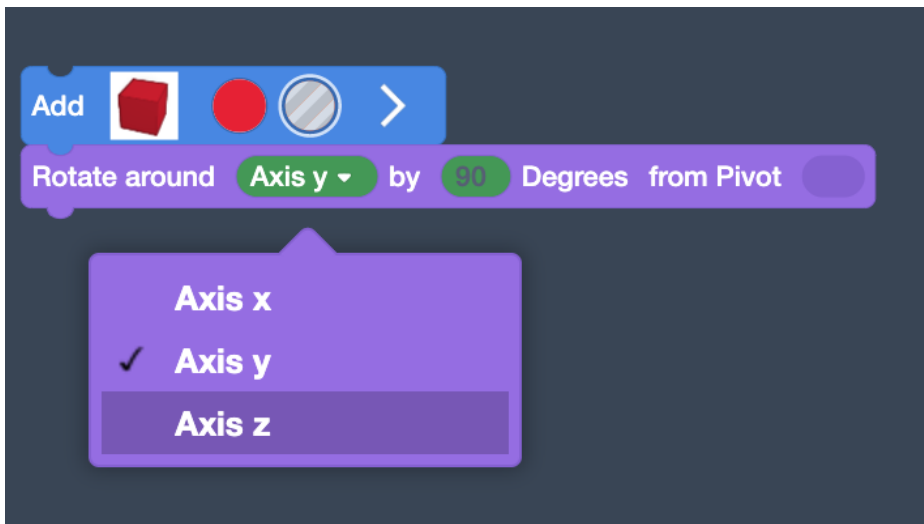 Add
Rotate around Axis y by 90 Degrees from Pivot
Axis x
✓ Axis y
Axis z